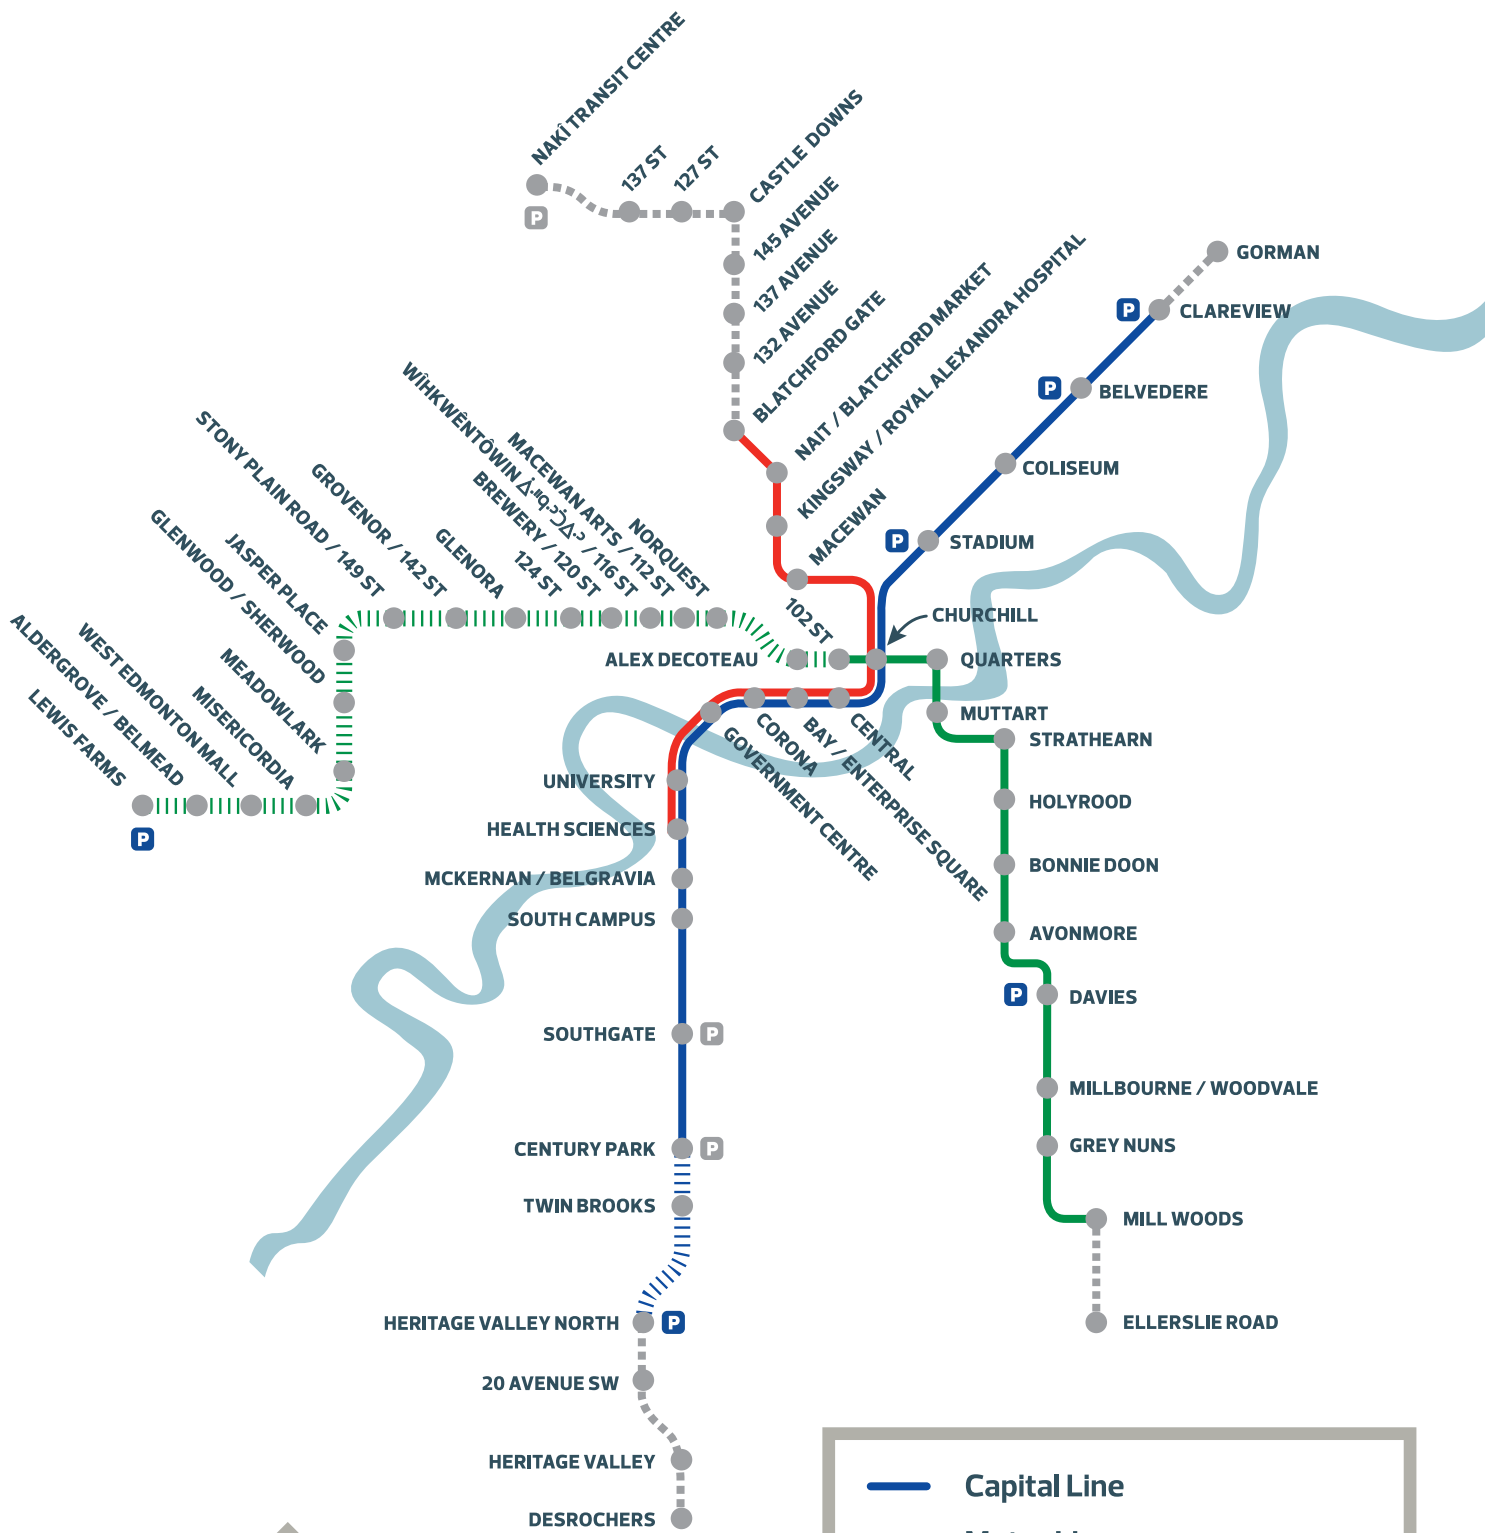 NAKÎ TRANSIT CENTRE
P
137 ST
127 ST
CASTLE DOWNS
145 AVENUE
137 AVENUE
132 AVENUE
BLATCHFORD GATE
NAIT / BLATCHFORD MARKET
KINGSWAY / ROYAL ALEXANDRA HOSPITAL
MACEWAN
GORMAN
P
CLAREVIEW
P
BELVEDERE
COLISEUM
P
STADIUM
CHURCHILL
102 ST
ALEX DECOTEAU
NORQUEST
MACEWAN ARTS / 112 ST
WÎHKWÊNTÔWIN / 116 ST
BREWERY / 120 ST
124 ST
GLENORA
GROVENOR / 142 ST
STONY PLAIN ROAD / 149 ST
JASPER PLACE
GLENWOOD / SHERWOOD
MEADOWLARK
MISERICORDIA
WEST EDMONTON MALL
ALDERGROVE / BELMEAD
LEWIS FARMS
P
QUARTERS
MUTTART
STRATHEARN
HOLYROOD
BONNIE DOON
AVONMORE
P
DAVIES
MILLBOURNE / WOODVALE
GREY NUNS
MILL WOODS
ELLERSLIE ROAD
CENTRAL
BAY / ENTERPRISE SQUARE
CORONA
GOVERNMENT CENTRE
UNIVERSITY
HEALTH SCIENCES
MCKERNAN / BELGRAVIA
SOUTH CAMPUS
SOUTHGATE
P
CENTURY PARK
P
TWIN BROOKS
HERITAGE VALLEY NORTH
P
20 AVENUE SW
HERITAGE VALLEY
DESROCHERS
Capital Line